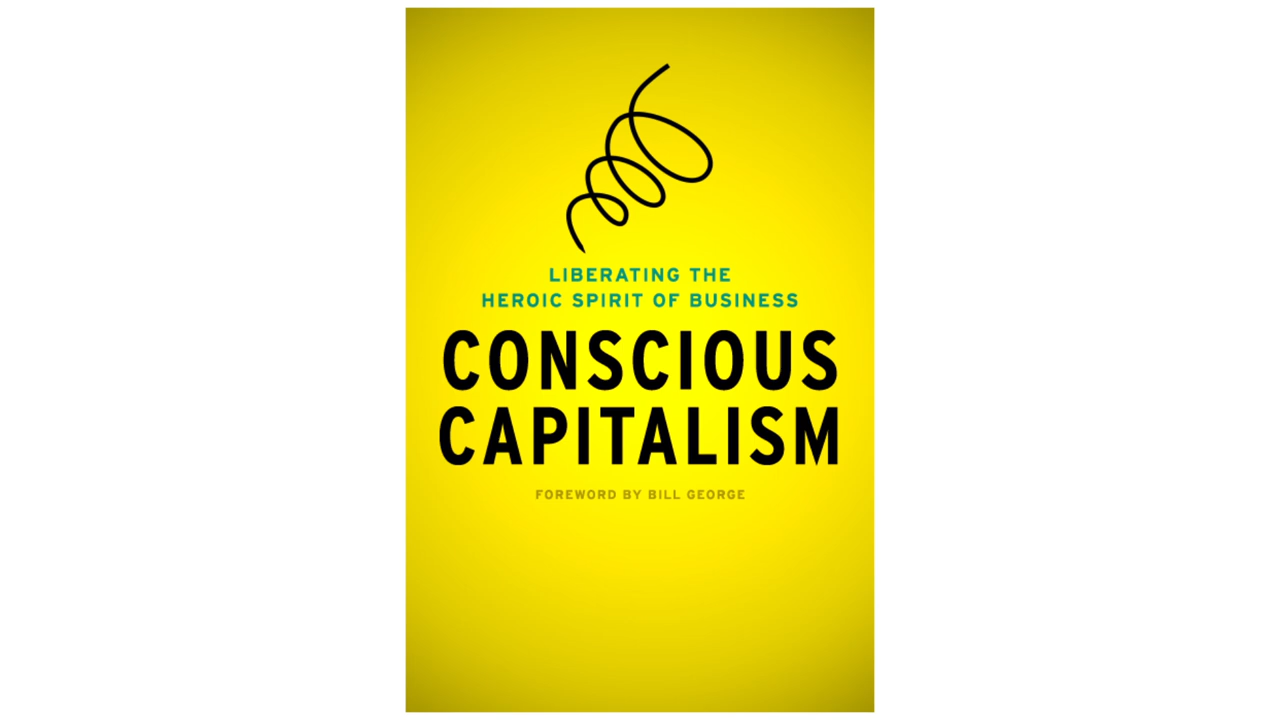 LIBERATING THE
HEROIC SPIRIT OF BUSINESS
CONSCIOUS
CAPITALISM
FOREWORD BY BILL GEORGE